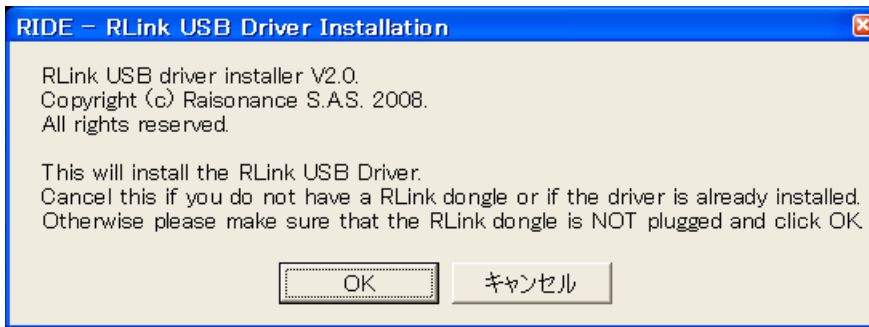 RIDE - RLink USB Driver Installation
RLink USB driver installer V2.0.
Copyright (c) Raisonance S.A.S. 2008.
All rights reserved.
This will install the RLink USB Driver.
Cancel this if you do not have a RLink dongle or if the driver is already installed.
Otherwise please make sure that the RLink dongle is NOT plugged and click OK.
OK
キャンセル